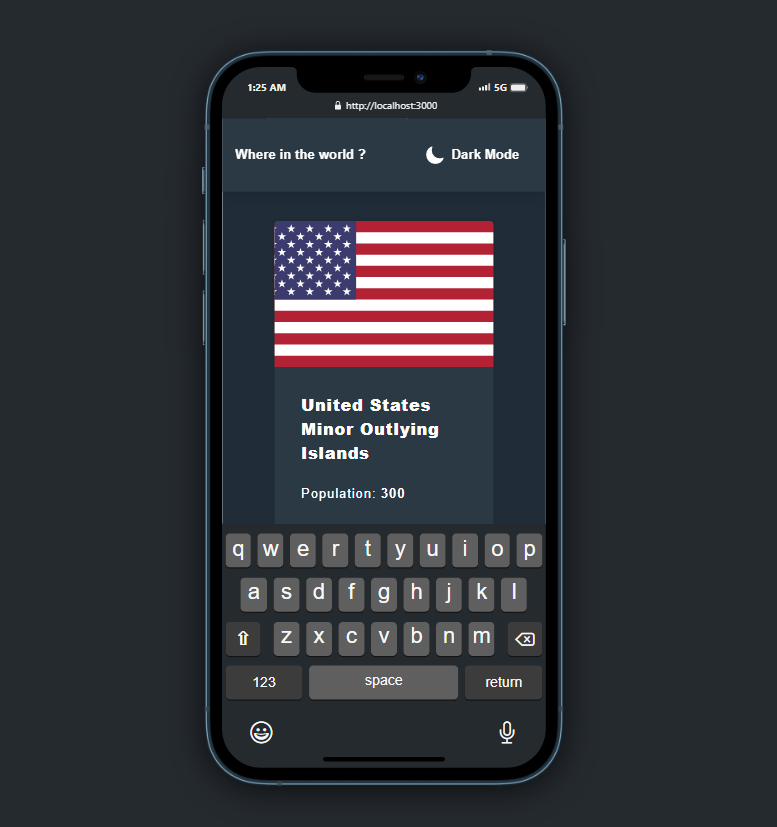 1:25 AM 5G
http://localhost:3000
Where in the world ? Dark Mode
United States
Minor Outlying
Islands
Population: 300
q w e r t y u i o p
a s d f g h j k l
z x c v b n m
123 space return